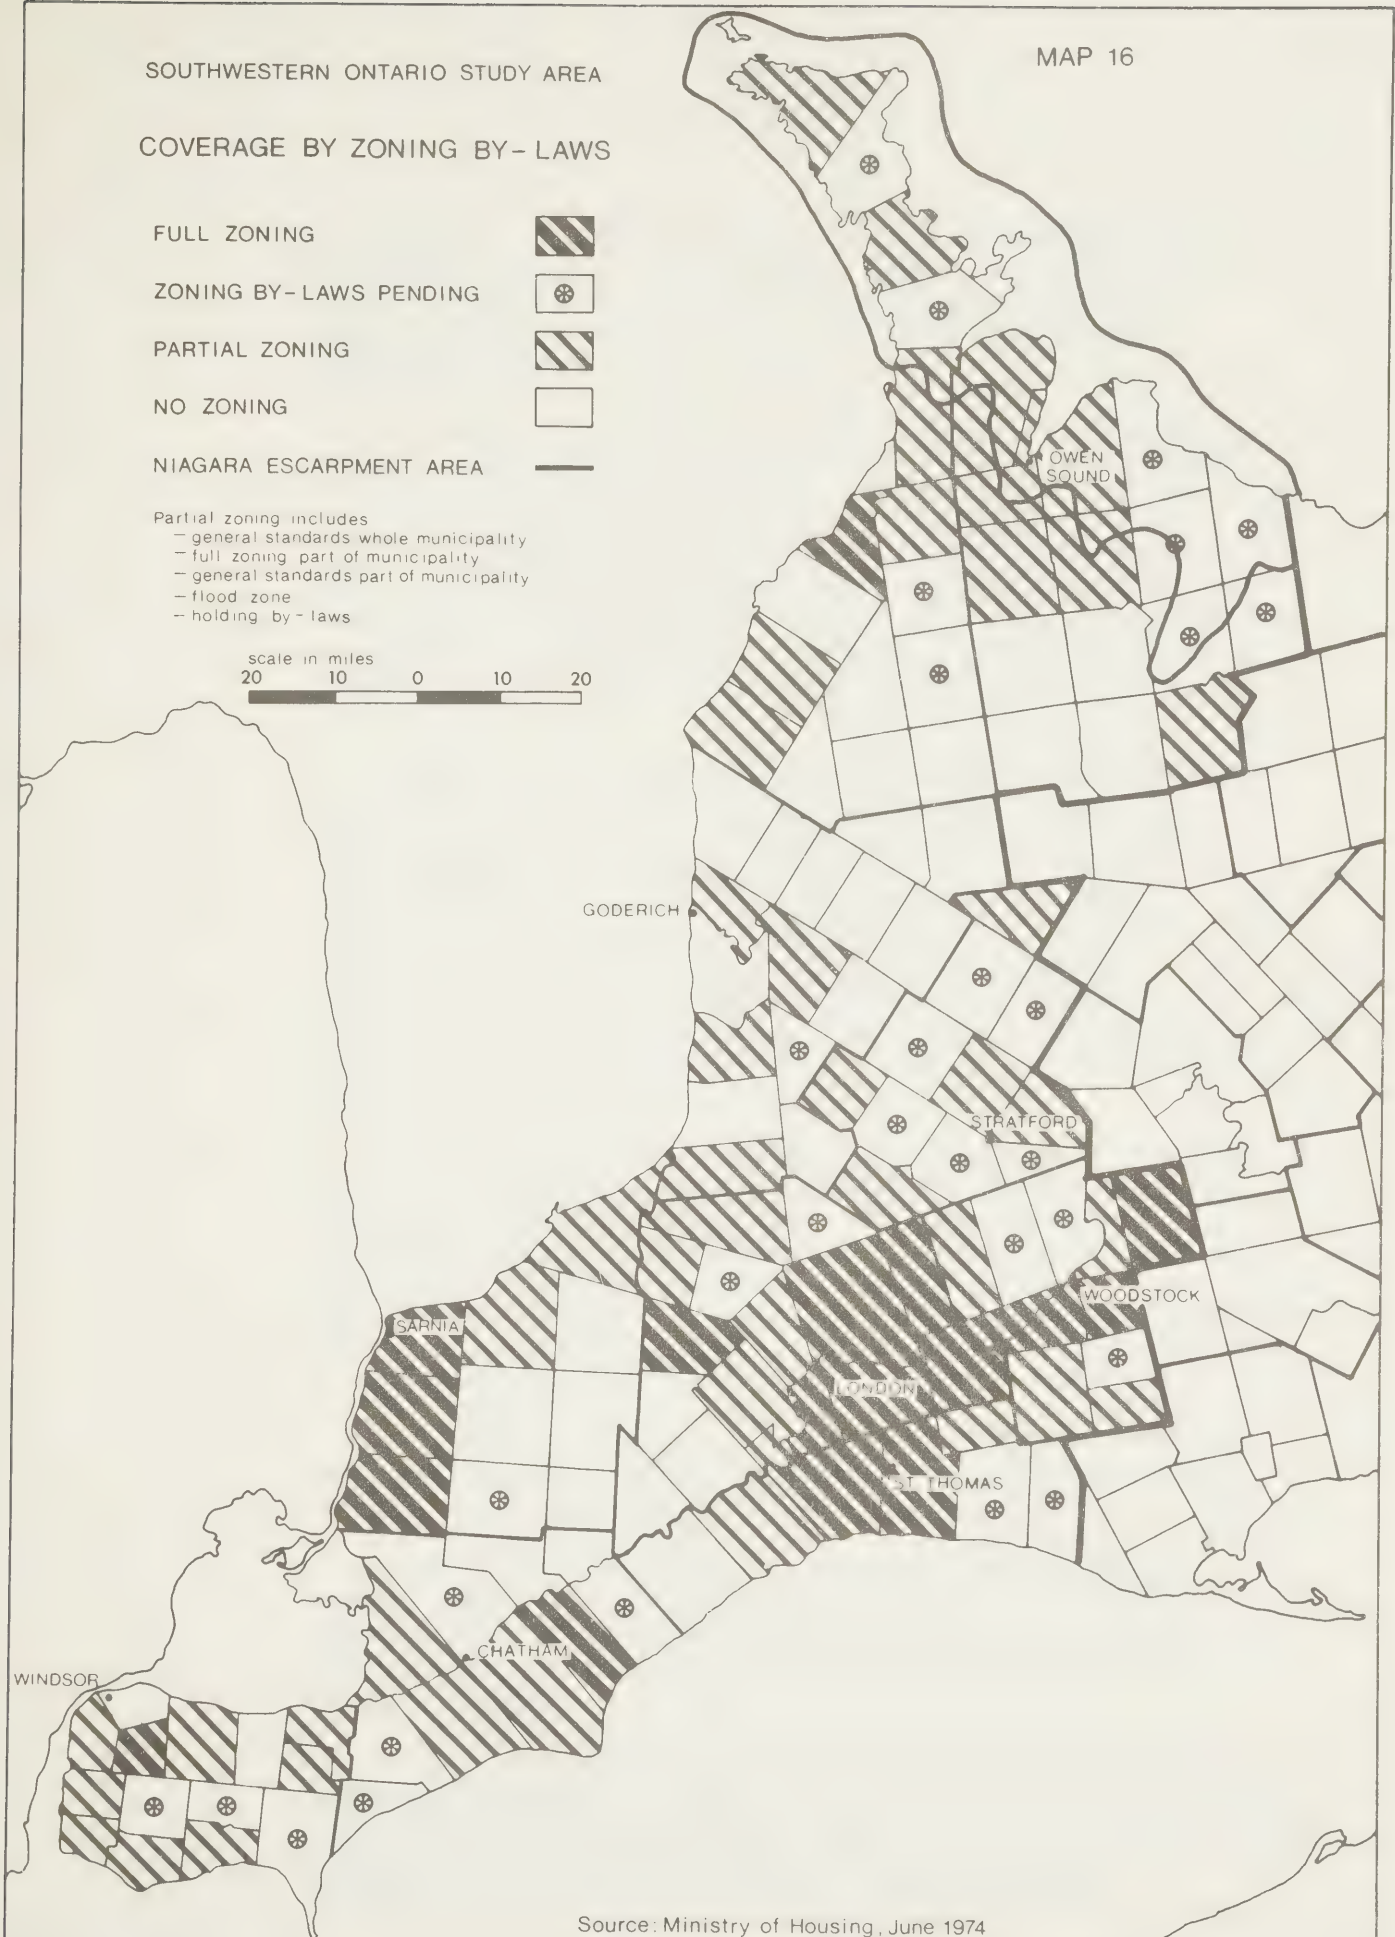 MAP 16
SOUTHWESTERN ONTARIO STUDY AREA
COVERAGE BY ZONING BY-LAWS
FULL ZONING
ZONING BY-LAWS PENDING
PARTIAL ZONING
NO ZONING
NIAGARA ESCARPMENT AREA
Partial zoning includes
— general standards whole municipality
— full zoning part of municipality
— general standards part of municipality
— flood zone
— holding by-laws
scale in miles
20 10 0 10 20
OWEN
SOUND
GODERICH
STRATFORD
WOODSTOCK
SARNIA
LONDON
ST THOMAS
CHATHAM
WINDSOR
Source: Ministry of Housing, June 1974